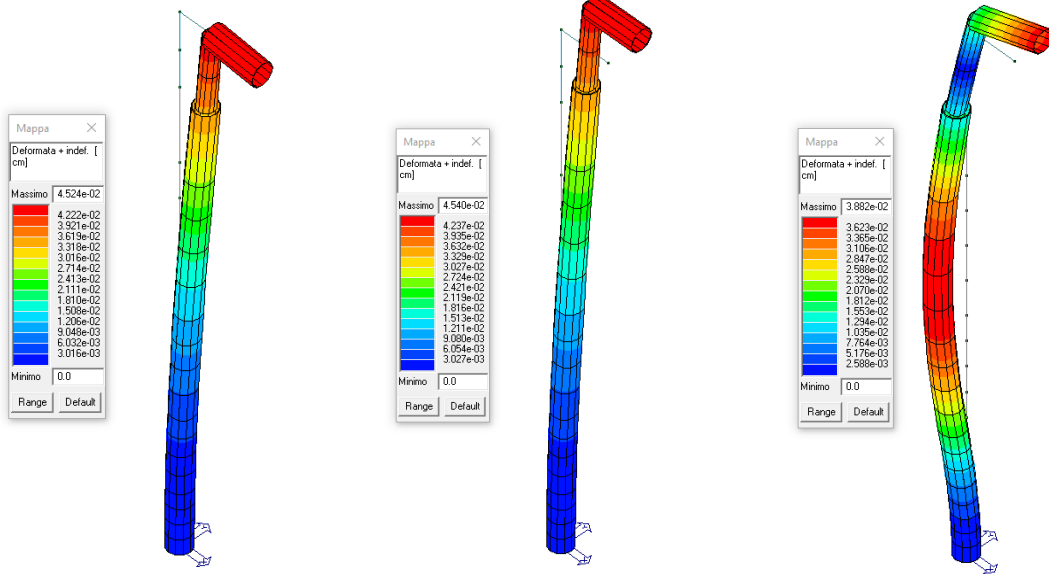 Mappa
Deformata + indef. [
cm]
Massimo 4.524e-02
4.222e-02
3.921e-02
3.619e-02
3.318e-02
3.016e-02
2.714e-02
2.413e-02
2.111e-02
1.810e-02
1.508e-02
1.206e-02
9.048e-03
6.032e-03
3.016e-03
Minimo 0.0
Range Default
Mappa
Deformata + indef. [
cm]
Massimo 4.540e-02
4.237e-02
3.935e-02
3.632e-02
3.329e-02
3.027e-02
2.724e-02
2.421e-02
2.119e-02
1.816e-02
1.513e-02
1.211e-02
9.080e-03
6.054e-03
3.027e-03
Minimo 0.0
Range Default
Mappa
Deformata + indef. [
cm]
Massimo 3.882e-02
3.623e-02
3.365e-02
3.106e-02
2.847e-02
2.588e-02
2.329e-02
2.070e-02
1.812e-02
1.553e-02
1.294e-02
1.035e-02
7.764e-03
5.176e-03
2.588e-03
Minimo 0.0
Range Default